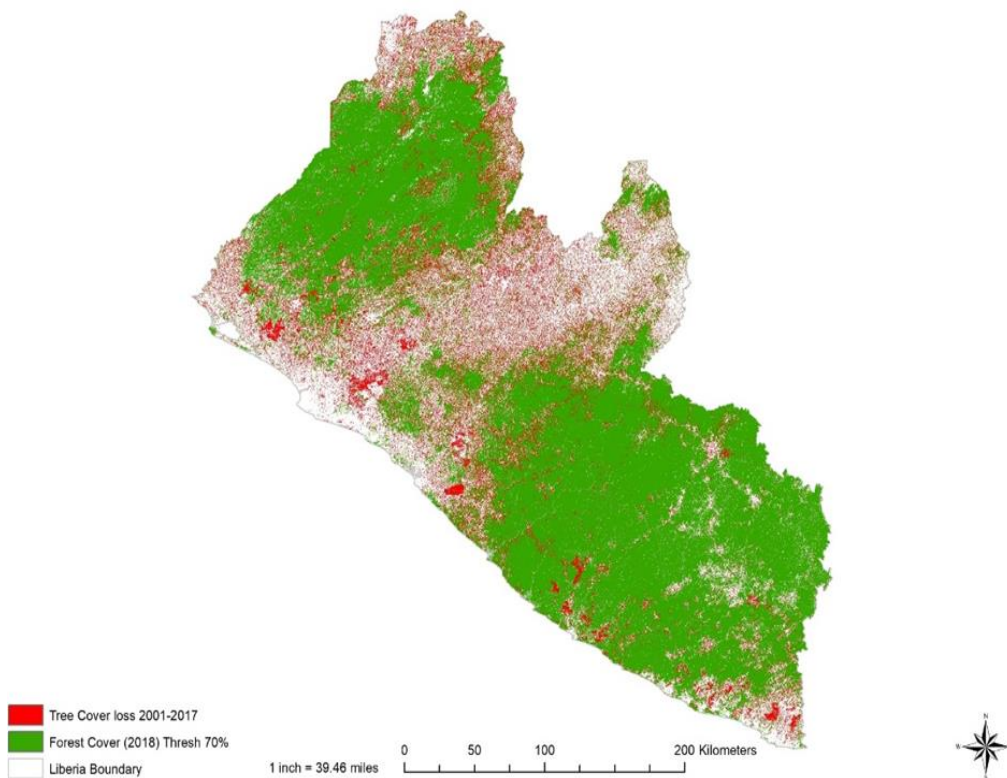 Tree Cover loss 2001-2017
Forest Cover (2018) Thresh 70%
Liberia Boundary
1 inch = 39.46 miles
0 50 100 200 Kilometers
N